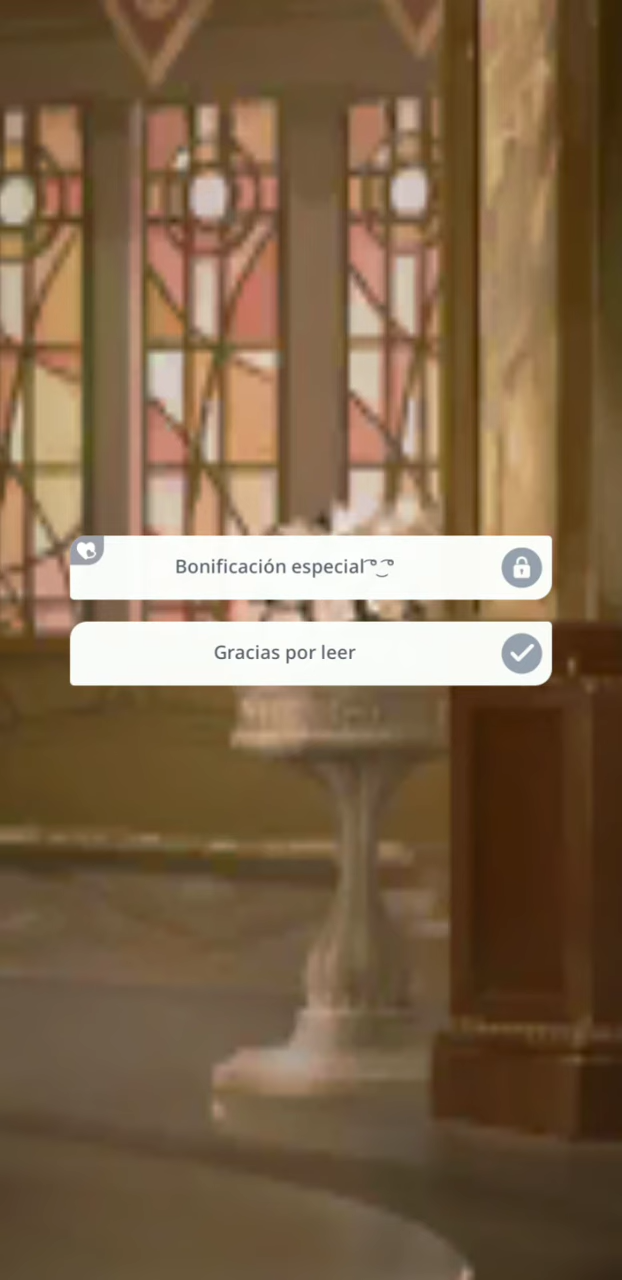 Bonificación especial ͡° ͜ʖ ͡°
Gracias por leer